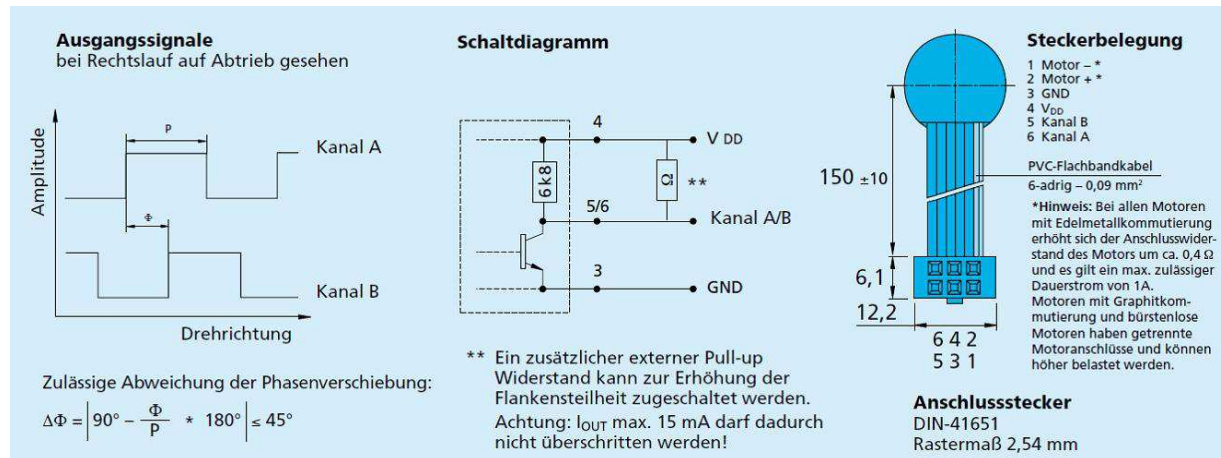 Ausgangssignale
bei Rechtslauf auf Abtrieb gesehen
Amplitude
P
Kanal A
Φ
Kanal B
Drehrichtung
Zulässige Abweichung der Phasenverschiebung:
ΔΦ = |90° − Φ/P * 180°| ≤ 45°
Schaltdiagramm
4
V DD
6k8
Ω
**
5/6
Kanal A/B
3
GND
** Ein zusätzlicher externer Pull-up
Widerstand kann zur Erhöhung der
Flankensteilheit zugeschaltet werden.
Achtung: IOUT max. 15 mA darf dadurch
nicht überschritten werden!
150 ±10
6,1
12,2
6 4 2
5 3 1
Steckerbelegung
1 Motor – *
2 Motor + *
3 GND
4 VDD
5 Kanal B
6 Kanal A
PVC-Flachbandkabel
6-adrig – 0,09 mm²
*Hinweis: Bei allen Motoren
mit Edelmetallkommutierung
erhöht sich der Anschlusswider-
stand des Motors um ca. 0,4 Ω
und es gilt ein max. zulässiger
Dauerstrom von 1A.
Motoren mit Graphitkom-
mutierung und bürstenlose
Motoren haben getrennte
Motoranschlüsse und können
höher belastet werden.
Anschlussstecker
DIN-41651
Rastermaß 2,54 mm